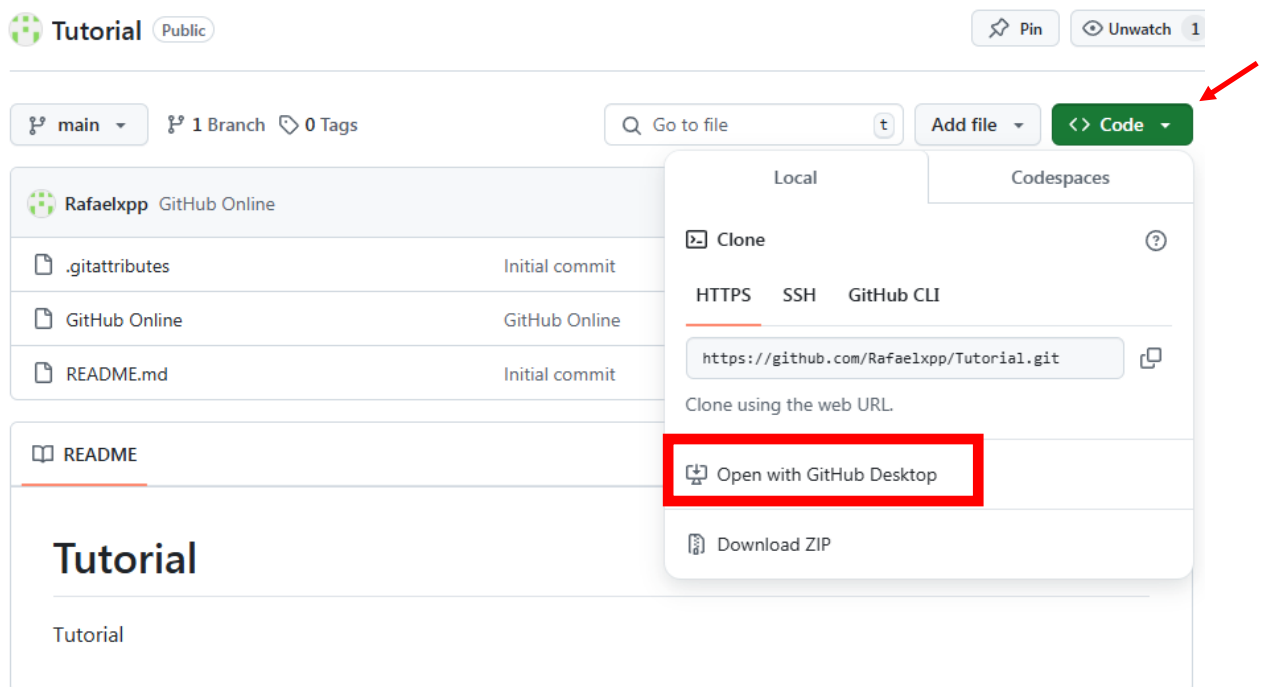 Tutorial Public Pin Unwatch 1
main 1 Branch 0 Tags Go to file t Add file Code
Local Codespaces
Rafaelxpp GitHub Online
Clone
.gitattributes Initial commit
HTTPS SSH GitHub CLI
GitHub Online GitHub Online
https://github.com/Rafaelxpp/Tutorial.git
README.md Initial commit
Clone using the web URL.
README
Open with GitHub Desktop
Download ZIP
Tutorial
Tutorial